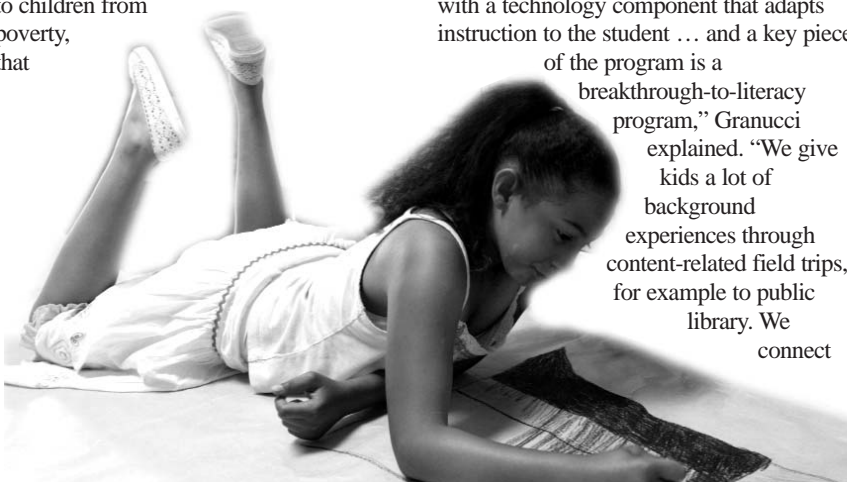 to children from
poverty,
that
with a technology component that adapts
instruction to the student … and a key piece
of the program is a
breakthrough-to-literacy
program,” Granucci
explained. “We give
kids a lot of
background
experiences through
content-related field trips,
for example to public
library. We
connect